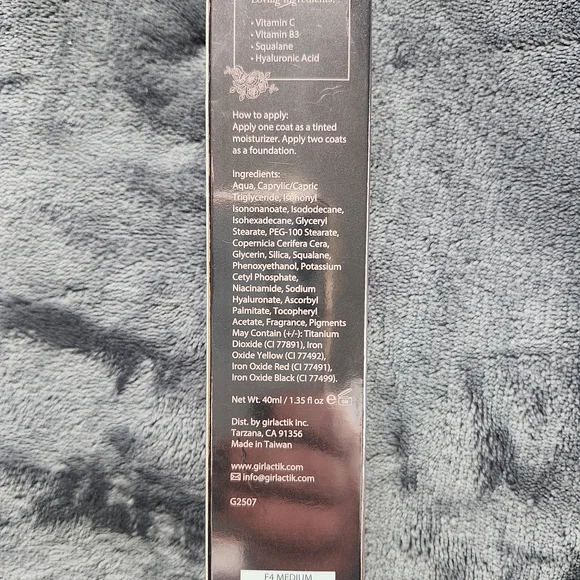 Loving Ingredients:
• Vitamin C
• Vitamin B3
• Squalane
• Hyaluronic Acid
How to apply:
Apply one coat as a tinted
moisturizer. Apply two coats
as a foundation.
Ingredients:
Aqua, Caprylic/Capric
Triglyceride, Isononyl
Isononanoate, Isododecane,
Isohexadecane, Glyceryl
Stearate, PEG-100 Stearate,
Copernicia Cerifera Cera,
Glycerin, Silica, Squalane,
Phenoxyethanol, Potassium
Cetyl Phosphate,
Niacinamide, Sodium
Hyaluronate, Ascorbyl
Palmitate, Tocopheryl
Acetate, Fragrance, Pigments
May Contain (+/-): Titanium
Dioxide (CI 77891), Iron
Oxide Yellow (CI 77492),
Iron Oxide Red (CI 77491),
Iron Oxide Black (CI 77499).
Net Wt. 40ml / 1.35 fl oz e
Dist. by girlactik Inc.
Tarzana, CA 91356
Made in Taiwan
www.girlactik.com
info@girlactik.com
G2507
F4 MEDIUM